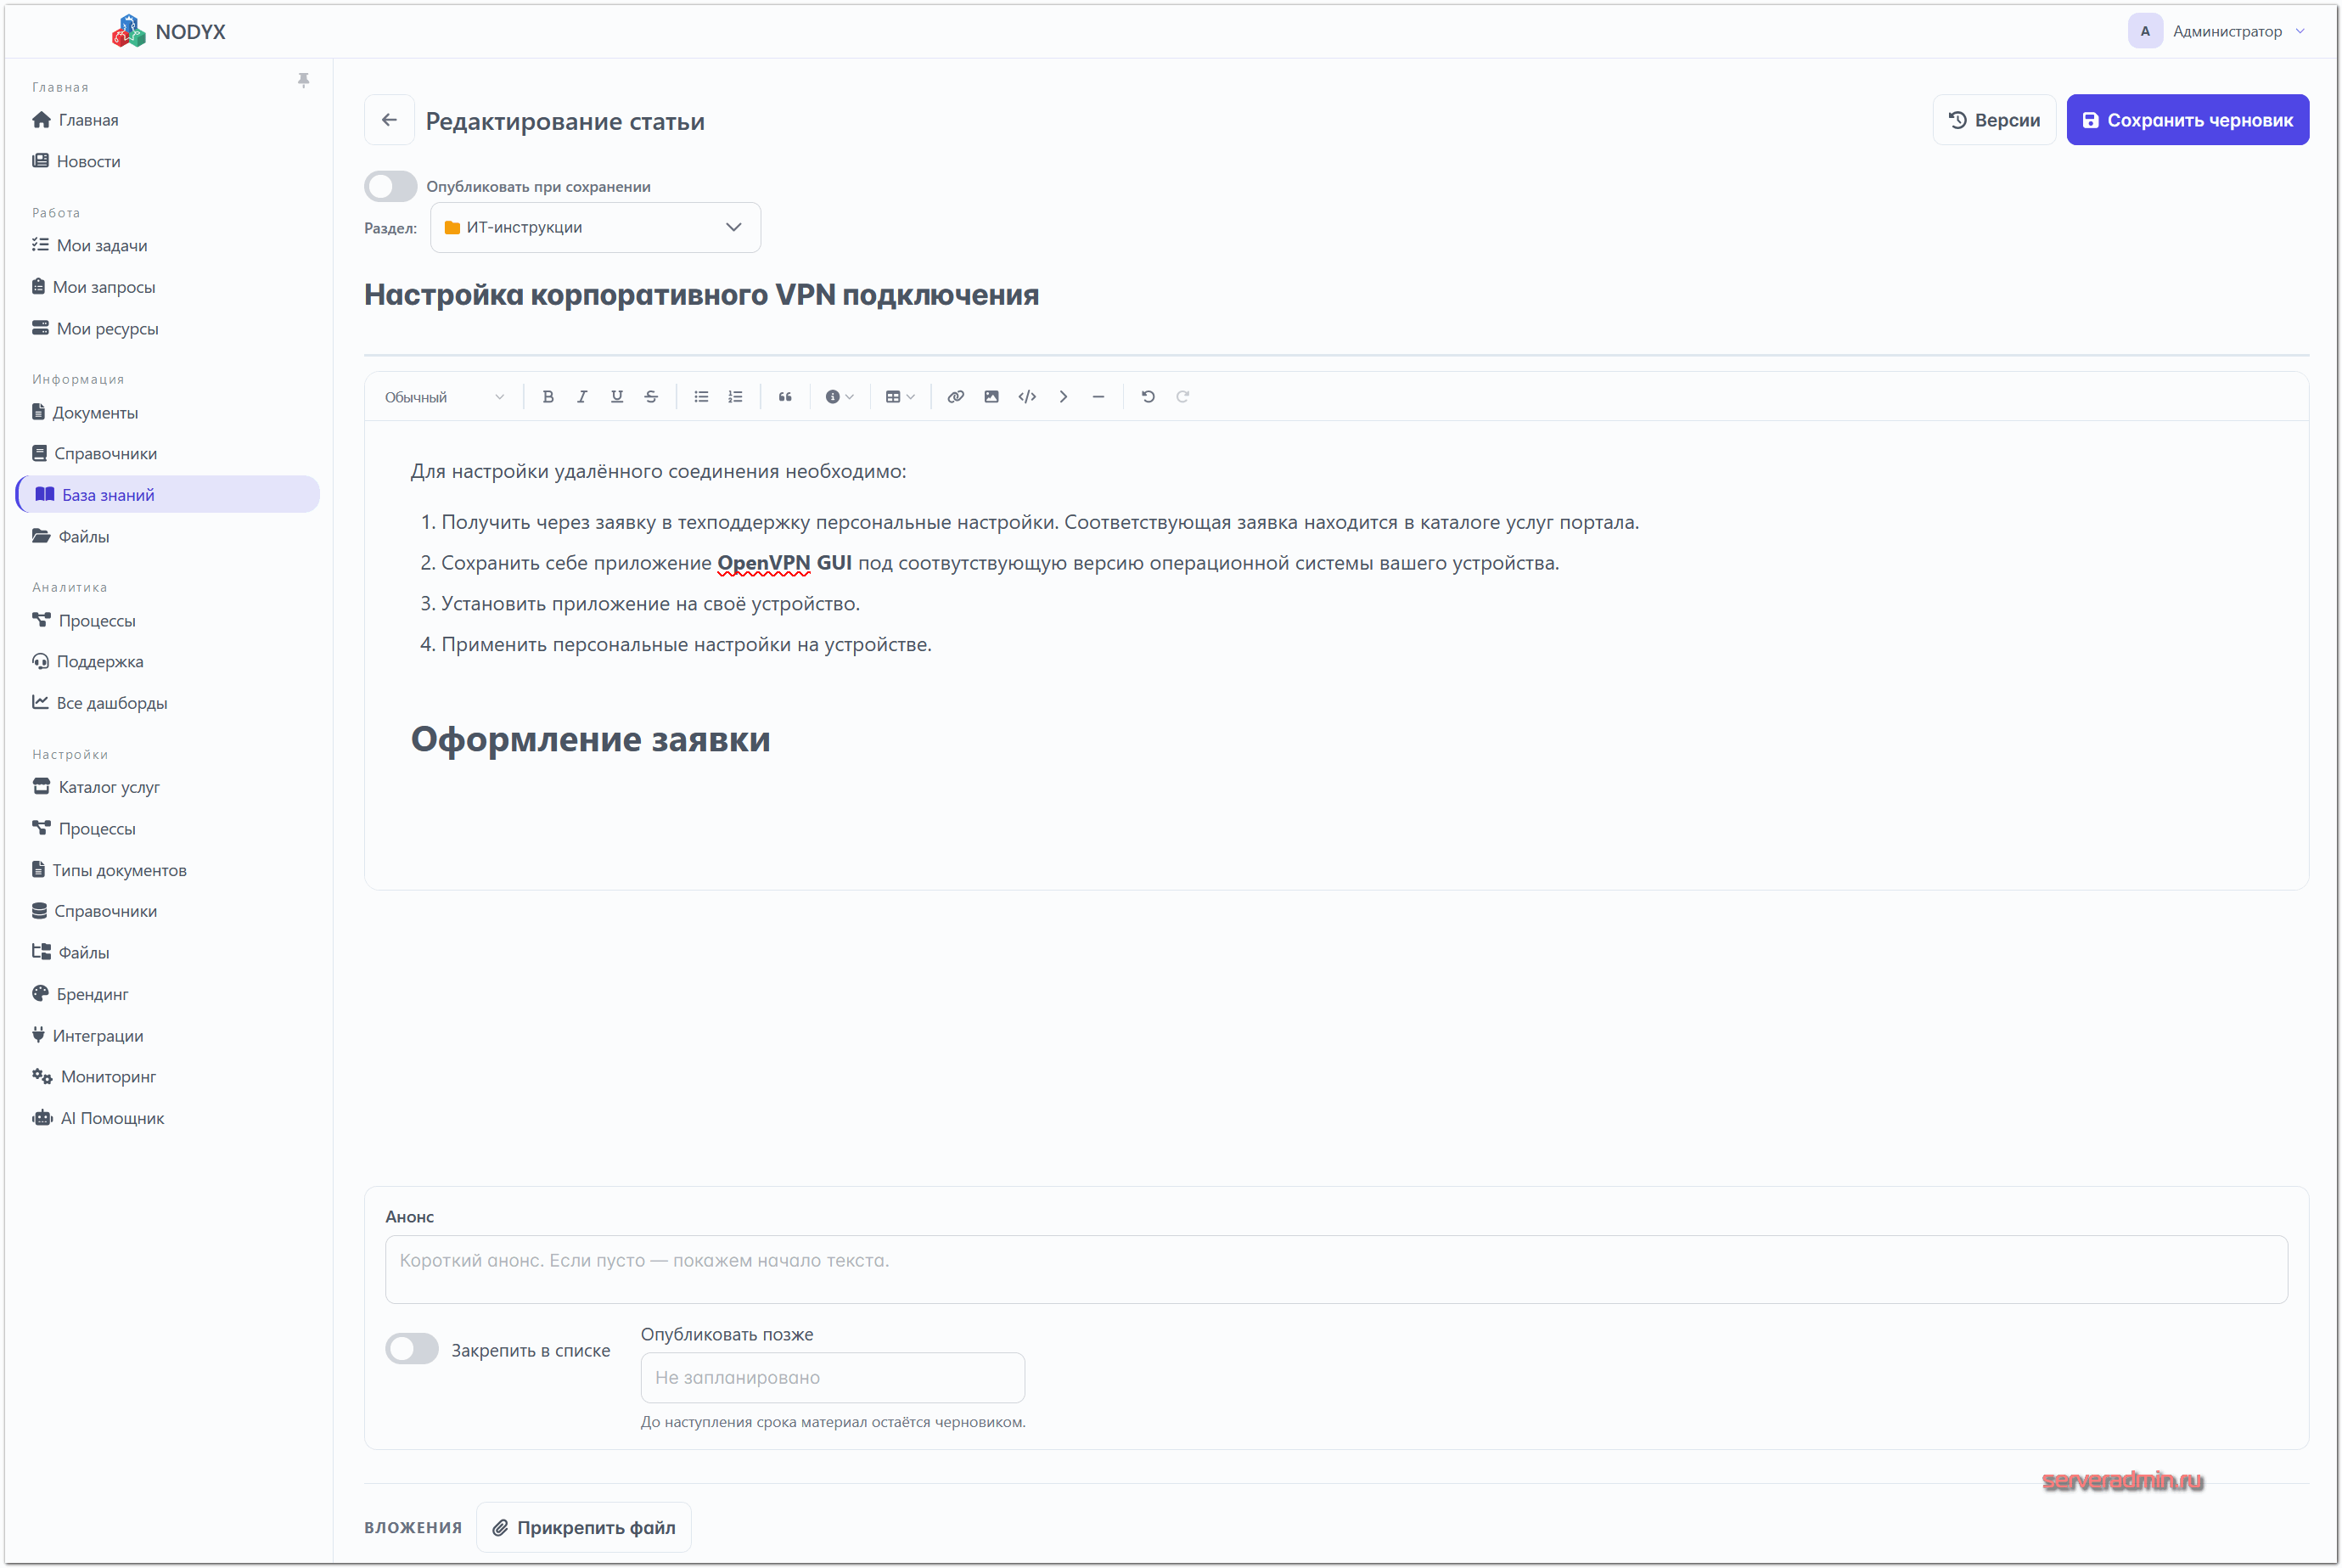 NODYX
А Администратор
Главная
Главная
Новости
Работа
Мои задачи
Мои запросы
Мои ресурсы
Информация
Документы
Справочники
База знаний
Файлы
Аналитика
Процессы
Поддержка
Все дашборды
Настройки
Каталог услуг
Процессы
Типы документов
Справочники
Файлы
Брендинг
Интеграции
Мониторинг
AI Помощник
Редактирование статьи
Версии
Сохранить черновик
Опубликовать при сохранении
Раздел: ИТ-инструкции
Настройка корпоративного VPN подключения
Обычный B I U S
Для настройки удалённого соединения необходимо:
1. Получить через заявку в техподдержку персональные настройки. Соответствующая заявка находится в каталоге услуг портала.
2. Сохранить себе приложение OpenVPN GUI под соотвутствующую версию операционной системы вашего устройства.
3. Установить приложение на своё устройство.
4. Применить персональные настройки на устройстве.
Оформление заявки
Анонс
Короткий анонс. Если пусто — покажем начало текста.
Закрепить в списке
Опубликовать позже
Не запланировано
До наступления срока материал остаётся черновиком.
serveradmin.ru
ВЛОЖЕНИЯ
Прикрепить файл